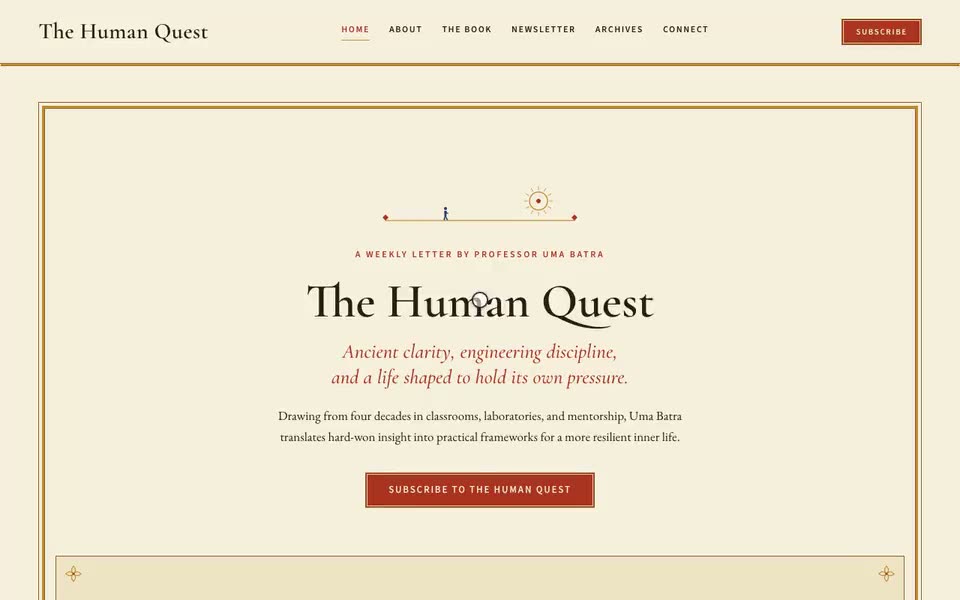 The Human Quest
HOME ABOUT THE BOOK NEWSLETTER ARCHIVES CONNECT
SUBSCRIBE
A WEEKLY LETTER BY PROFESSOR UMA BATRA
The Human Quest
Ancient clarity, engineering discipline,
and a life shaped to hold its own pressure.
Drawing from four decades in classrooms, laboratories, and mentorship, Uma Batra
translates hard-won insight into practical frameworks for a more resilient inner life.
SUBSCRIBE TO THE HUMAN QUEST